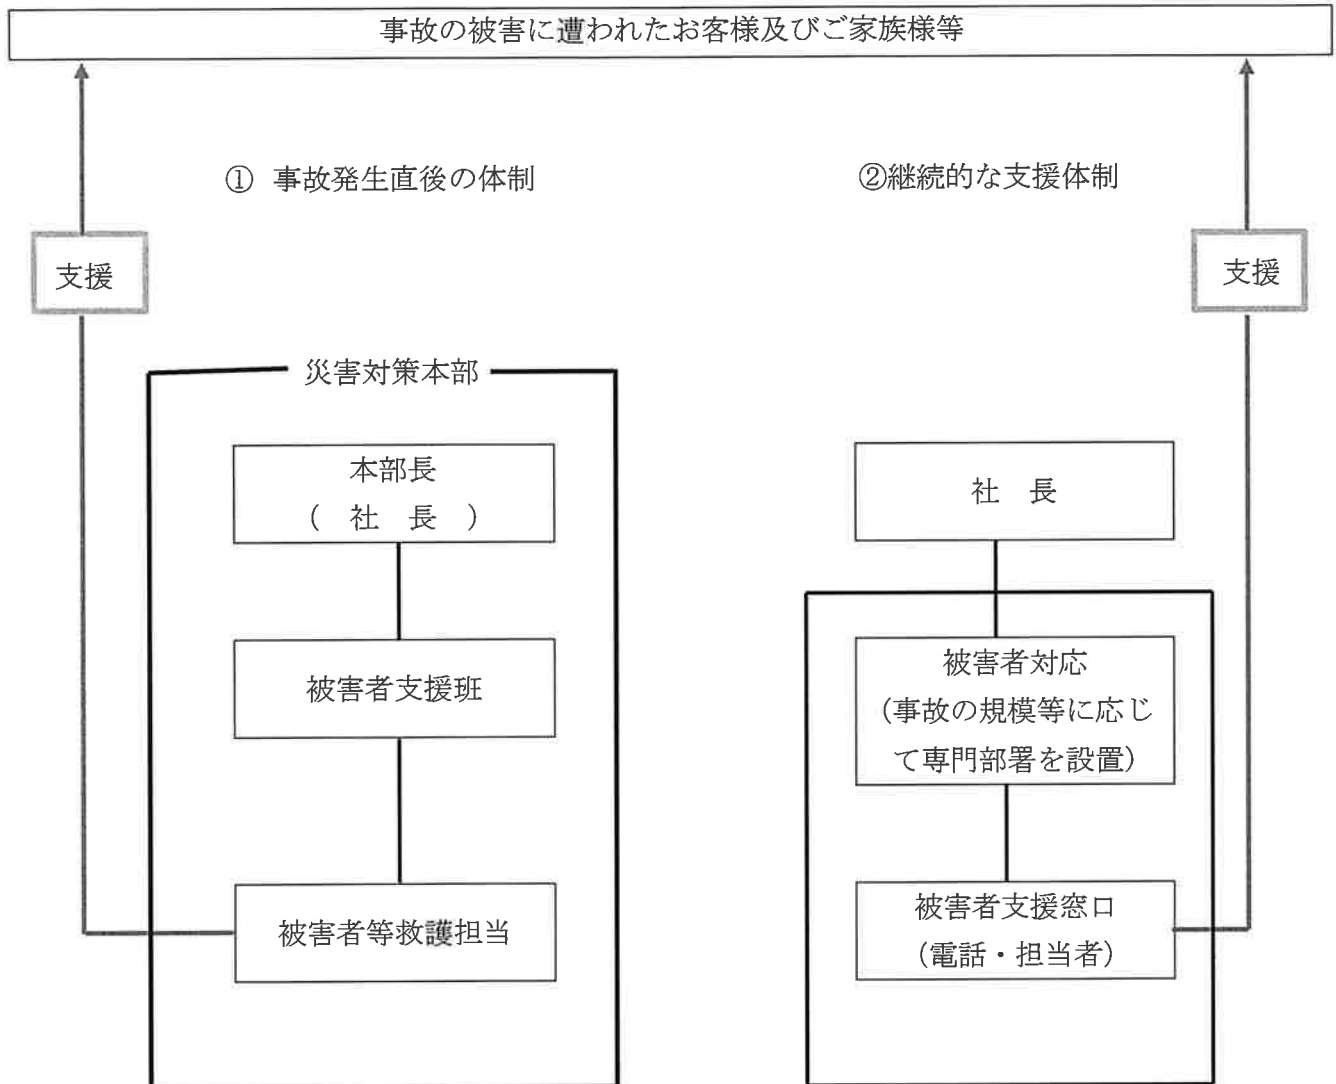 事故の被害に遭われたお客様及びご家族様等
① 事故発生直後の体制
②継続的な支援体制
支援
支援
災害対策本部
本部長
(　社　長　)
社　長
被害者支援班
被害者対応
(事故の規模等に応じ
て専門部署を設置)
被害者等救護担当
被害者支援窓口
(電話・担当者)